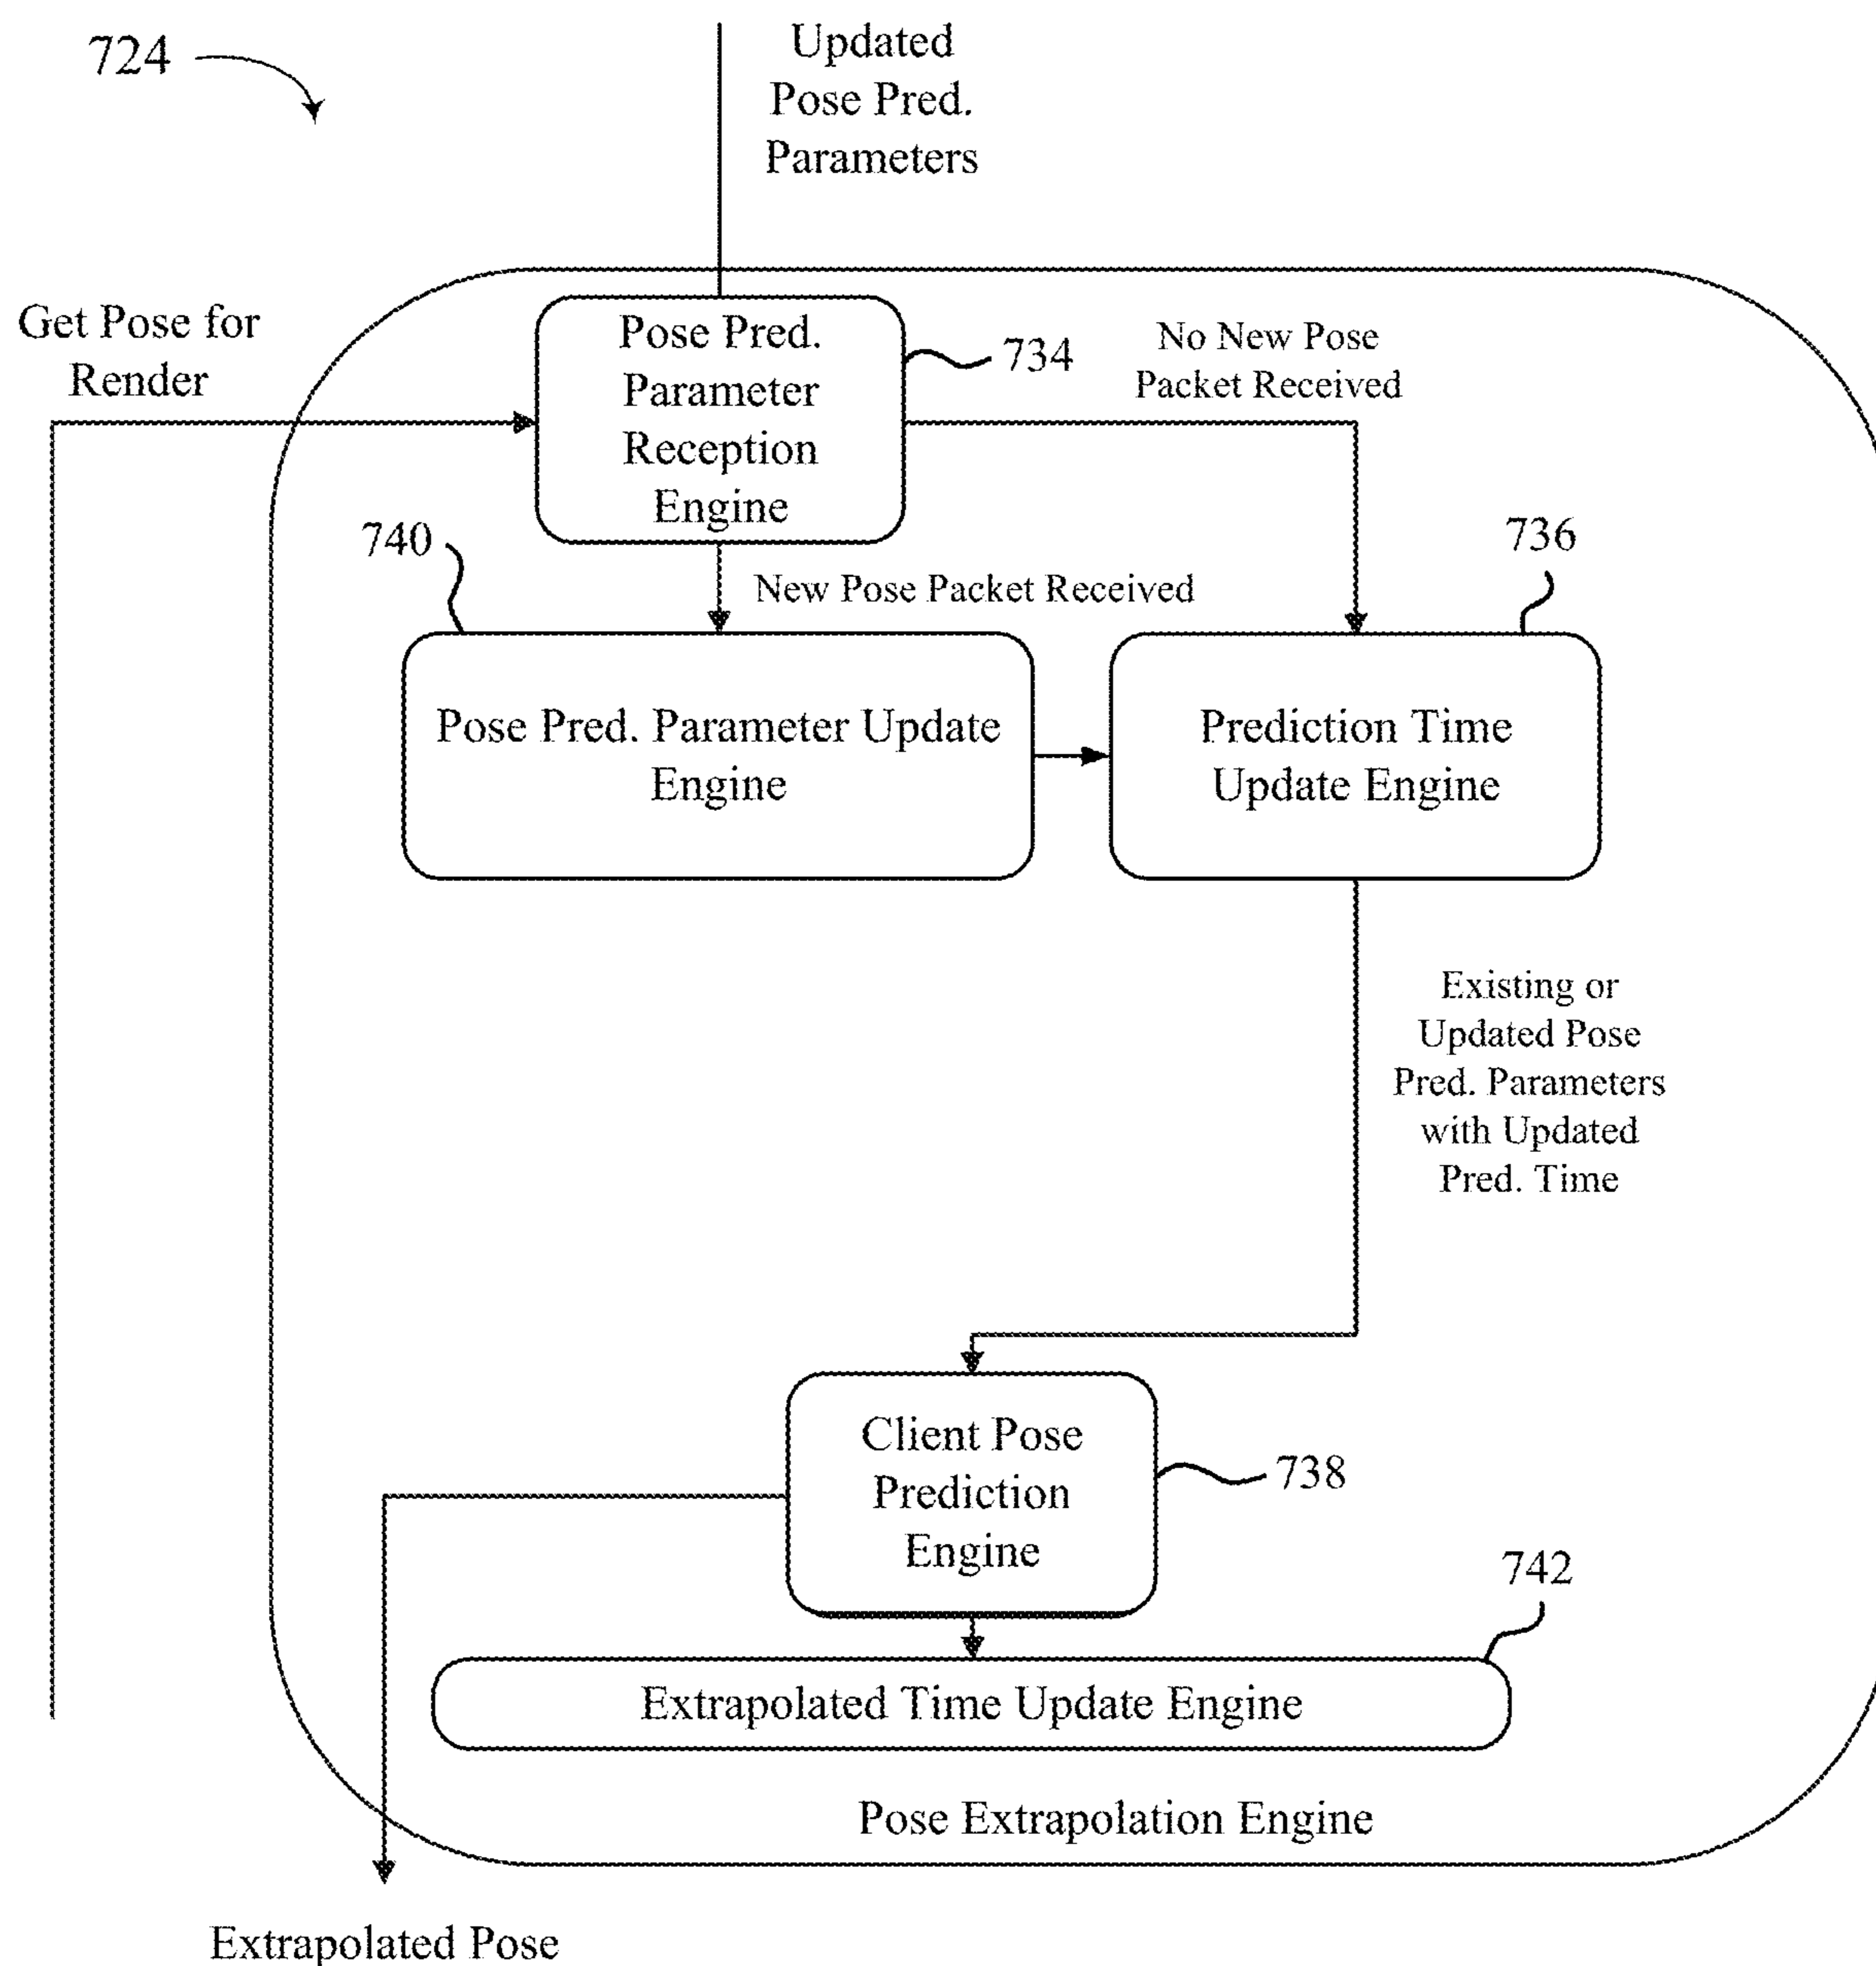 724
Updated
Pose Pred.
Parameters
Get Pose for
Render
Pose Pred.
Parameter
Reception
Engine
734
No New Pose
Packet Received
740
New Pose Packet Received
736
Pose Pred. Parameter Update
Engine
Prediction Time
Update Engine
Existing or
Updated Pose
Pred. Parameters
with Updated
Pred. Time
Client Pose
Prediction
Engine
738
742
Extrapolated Time Update Engine
Pose Extrapolation Engine
Extrapolated Pose